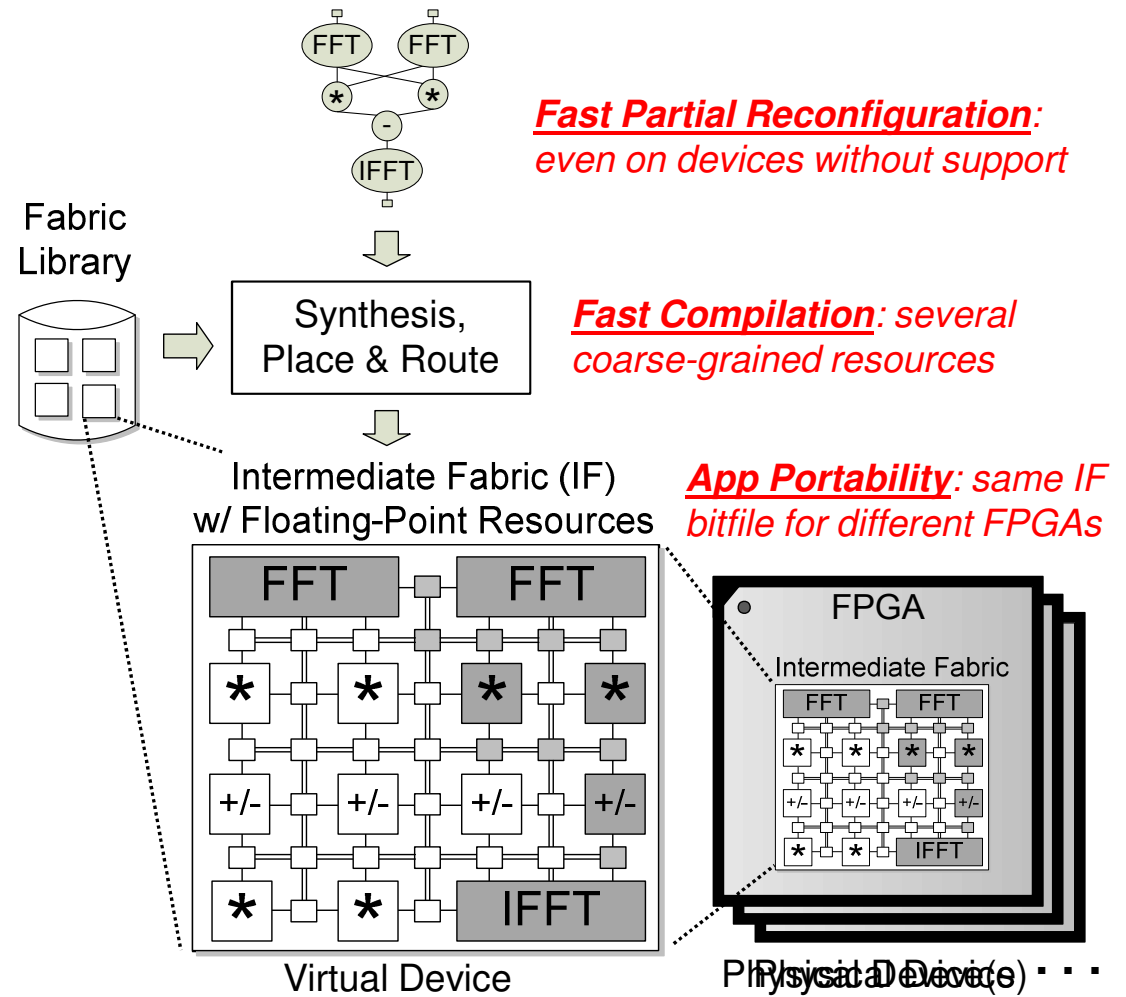 FFT FFT
* *
-
IFFT
Fast Partial Reconfiguration:
even on devices without support
Fabric
Library
Synthesis,
Place & Route
Fast Compilation: several
coarse-grained resources
Intermediate Fabric (IF)
w/ Floating-Point Resources
App Portability: same IF
bitfile for different FPGAs
FFT FFT
* * * *
+/- +/- +/- +/-
* * IFFT
Virtual Device
FPGA
Intermediate Fabric
FFT FFT
* * * *
+/- +/- +/- +/-
* * IFFT
Physical Device(s) . . .